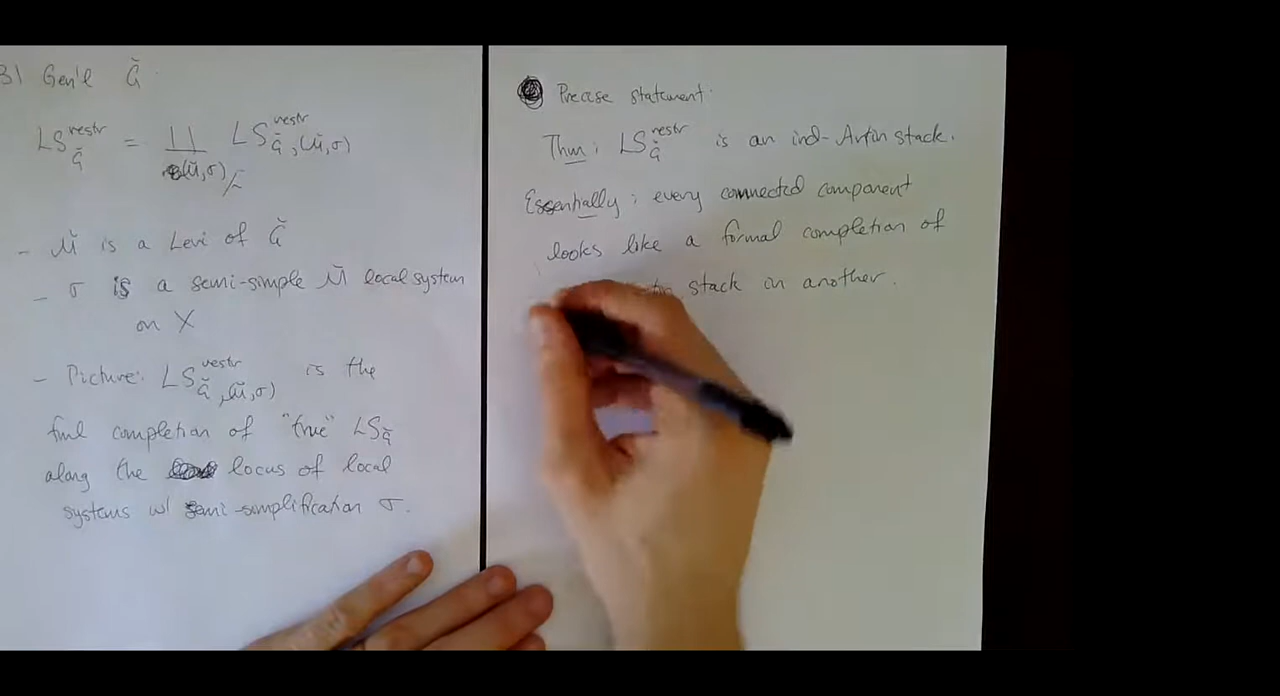 3) Gen'l Ǧ
LS^restr_Ǧ = ∐_(M̌,σ)/~ LS^restr_Ǧ,(M̌,σ)
- M̌ is a Levi of Ǧ
- σ is a semi-simple M̌ local system
on X
- Picture: LS^restr_Ǧ,(M̌,σ) is the
fml completion of "true" LS_Ǧ
along the locus of local
systems w/ semi-simplification σ.
Precise statement:
Thm: LS^restr_Ǧ is an ind-Artin stack.
Essentially: every connected component
looks like a formal completion of
stack in another.